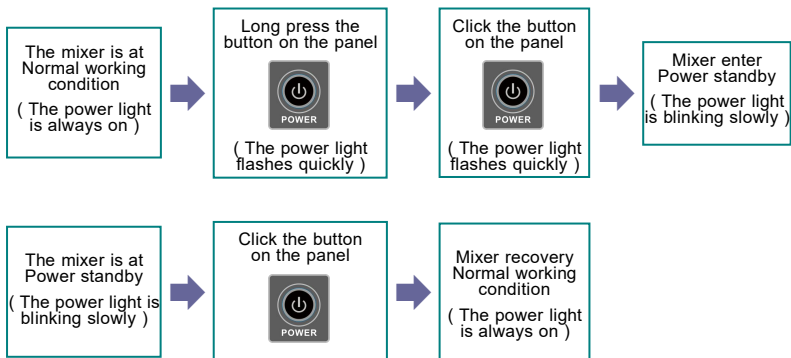 The mixer is at
Normal working
condition
( The power light
is always on )
Long press the
button on the panel
POWER
( The power light
flashes quickly )
Click the button
on the panel
POWER
( The power light
flashes quickly )
Mixer enter
Power standby
( The power light
is blinking slowly )
The mixer is at
Power standby
( The power light is
blinking slowly )
Click the button
on the panel
POWER
Mixer recovery
Normal working
condition
( The power light
is always on )